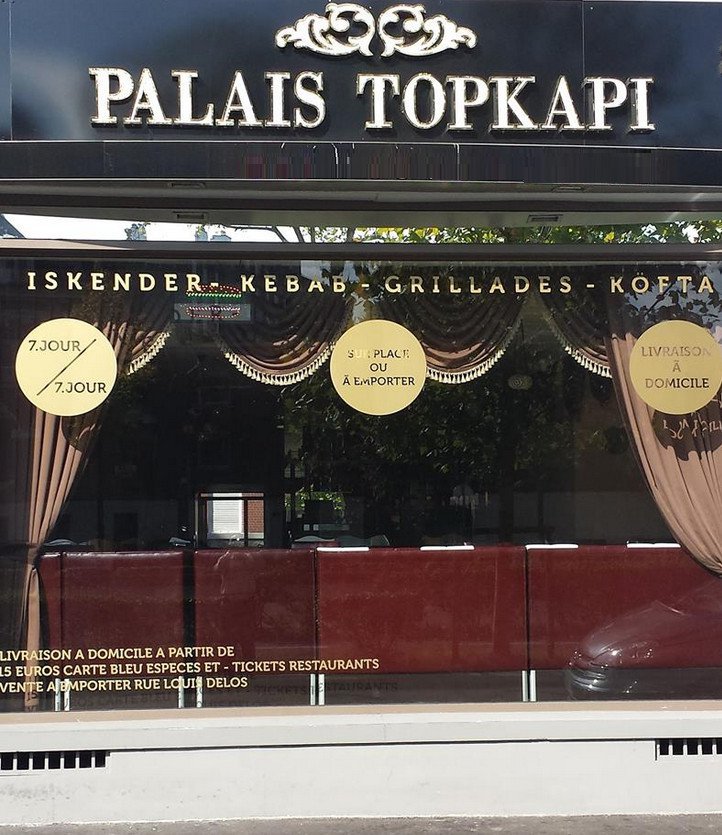 PALAIS TOPKAPI
ISKENDER - KEBAB - GRILLADES - KÖFTA
7.JOUR
7.JOUR
SUR PLACE
OU
À EMPORTER
LIVRAISON
À
DOMICILE
LIVRAISON A DOMICILE A PARTIR DE
15 EUROS CARTE BLEU ESPECES ET - TICKETS RESTAURANTS
VENTE A EMPORTER RUE LOUIS DELOS